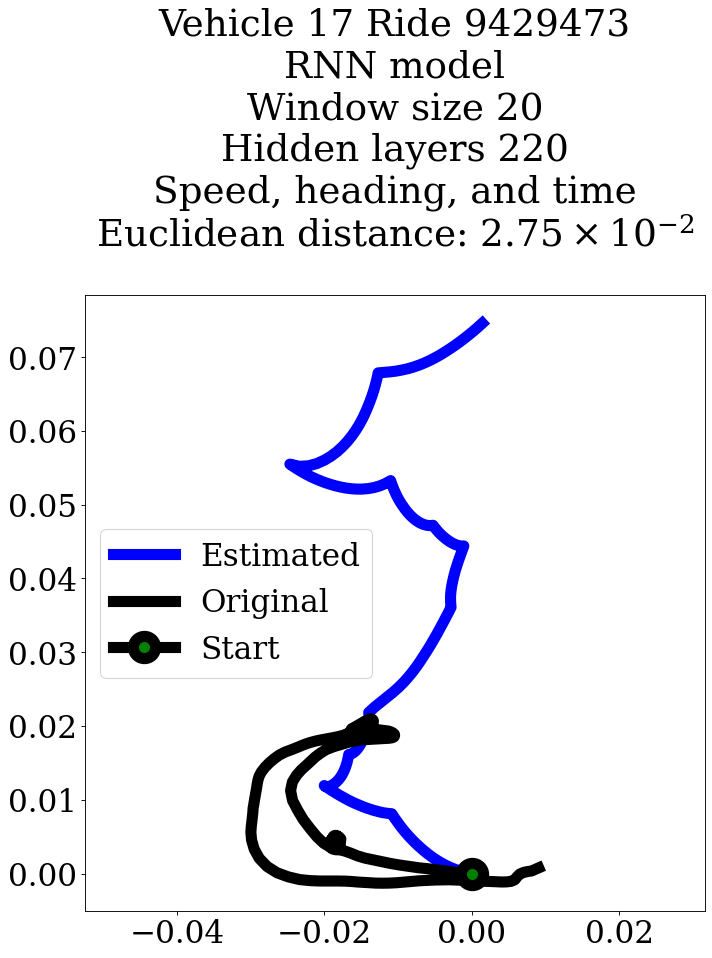 Vehicle 17 Ride 9429473
RNN model
Window size 20
Hidden layers 220
Speed, heading, and time
Euclidean distance: 2.75 × 10⁻²
0.07
0.06
0.05
0.04
0.03
0.02
0.01
0.00
Estimated
Original
Start
−0.04
−0.02
0.00
0.02